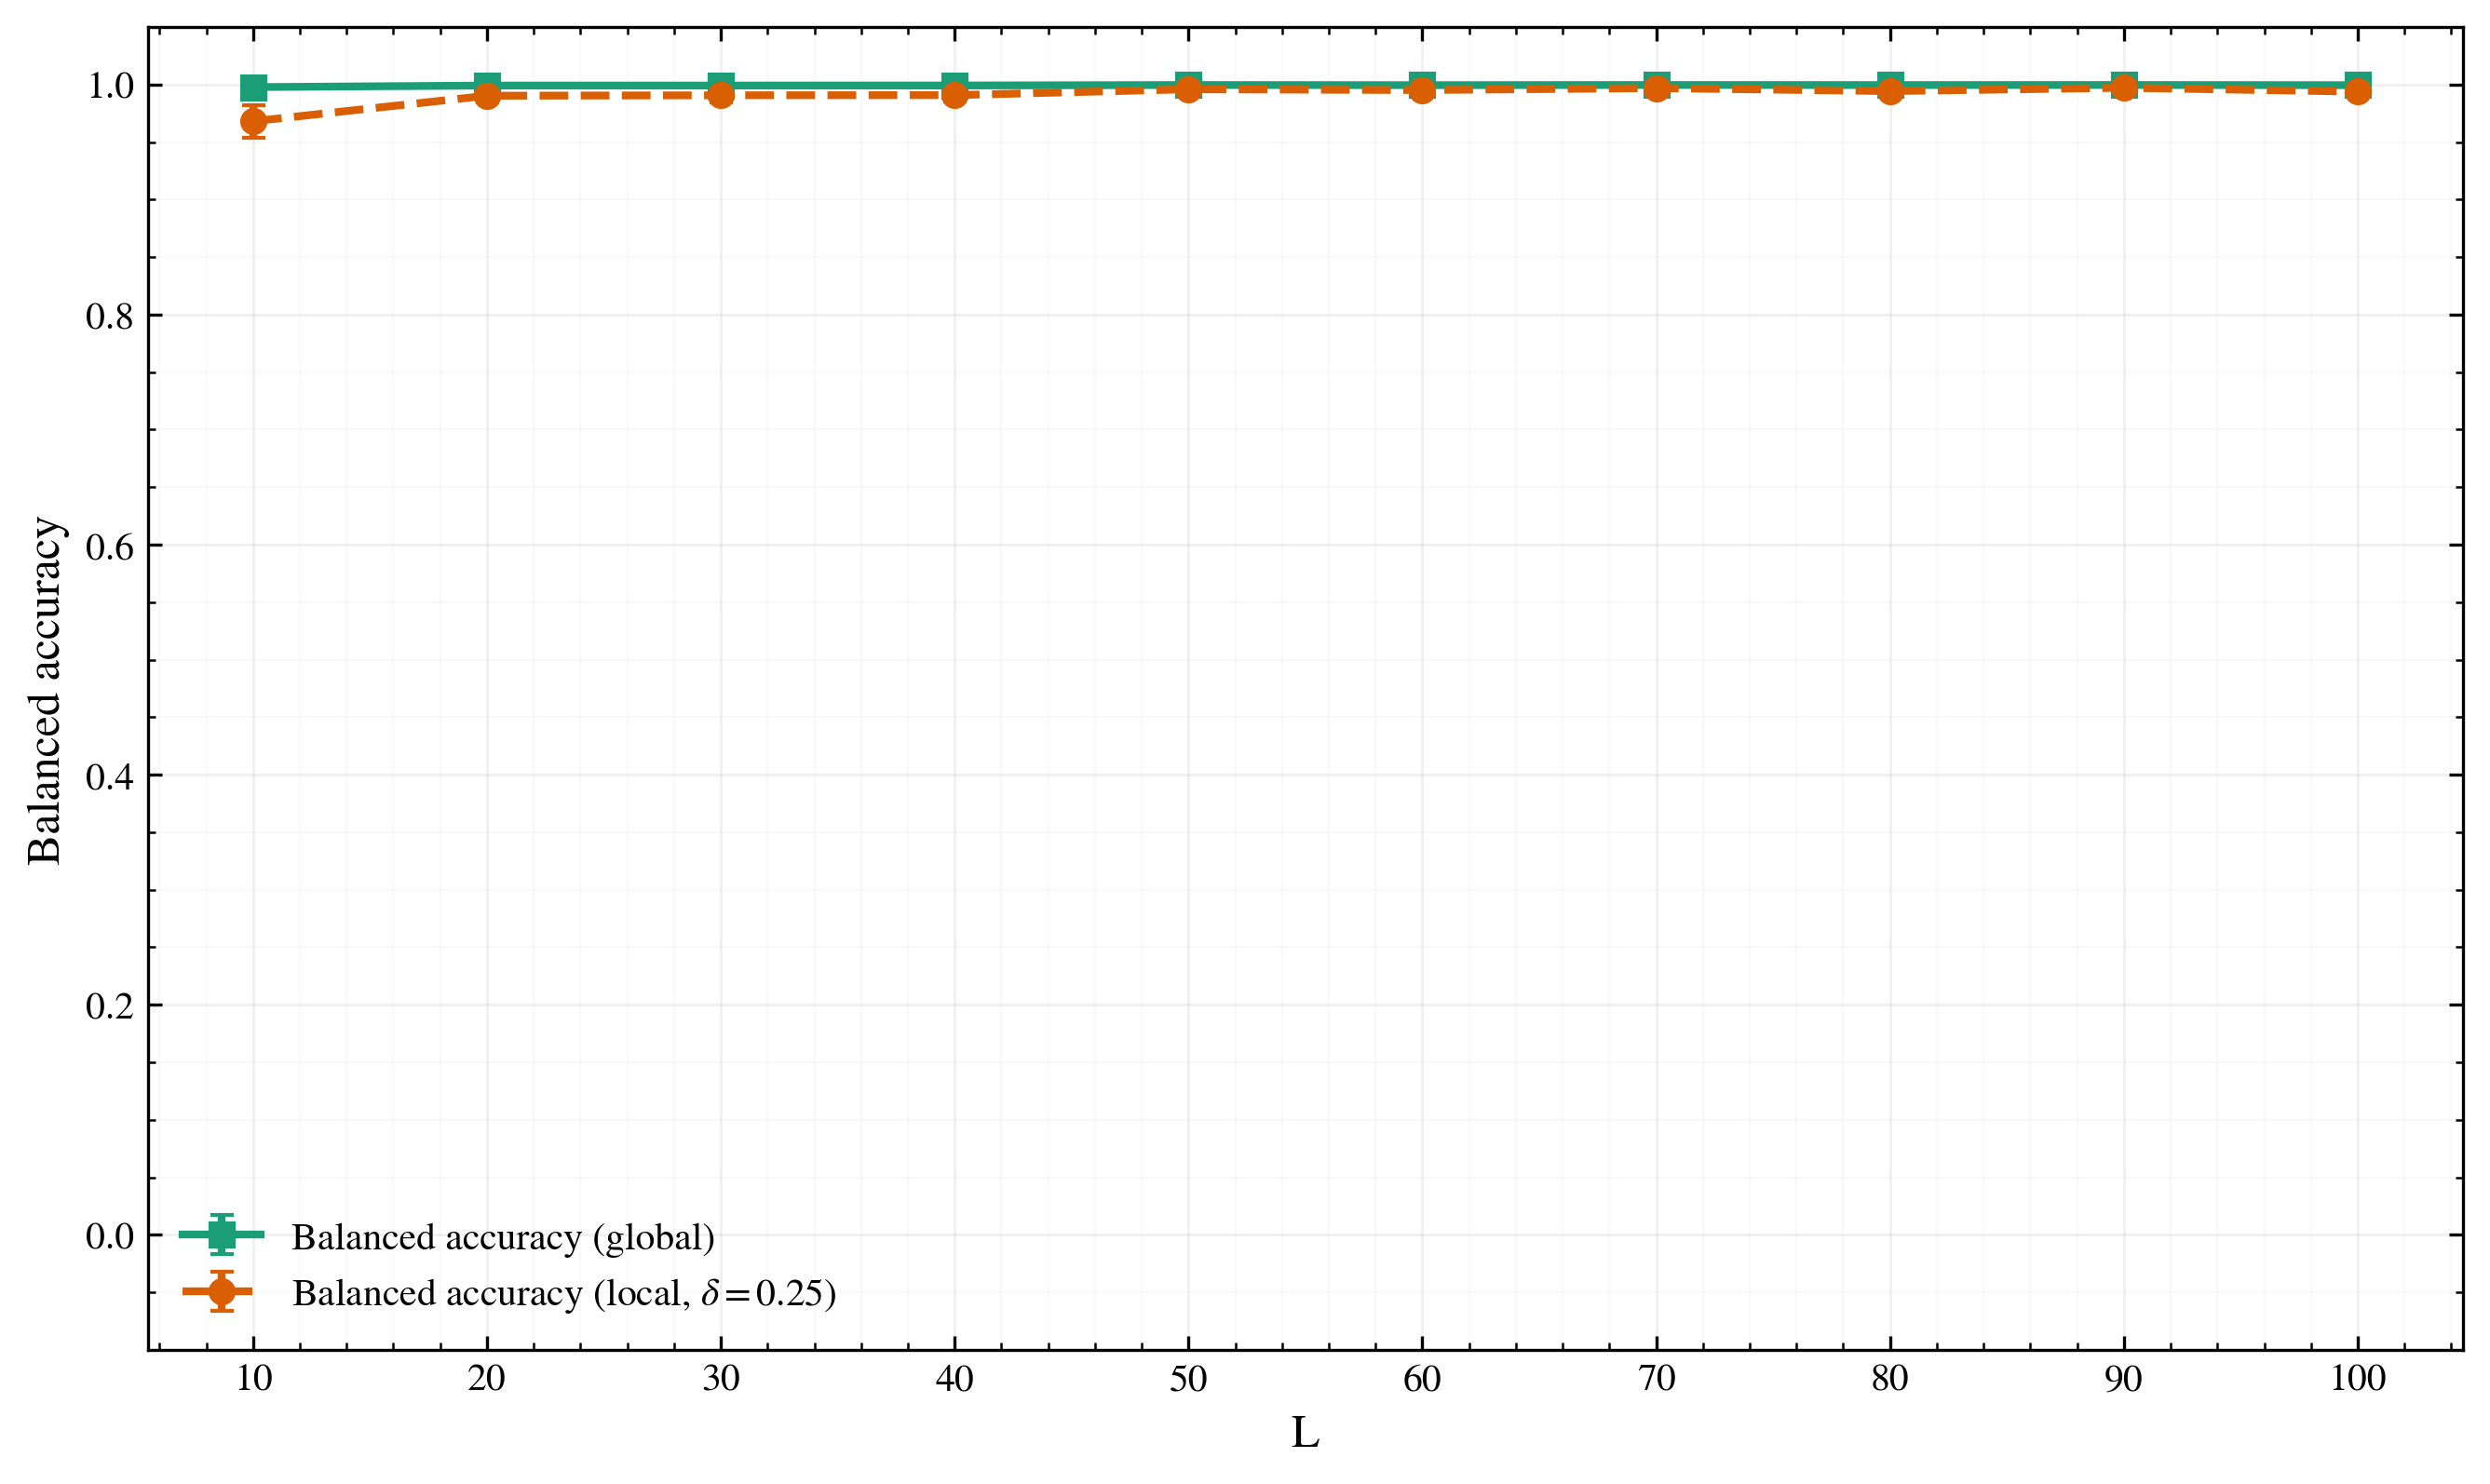 1.0
0.8
0.6
0.4
0.2
0.0
Balanced accuracy
Balanced accuracy (global)
Balanced accuracy (local, δ = 0.25)
10 20 30 40 50 60 70 80 90 100
L